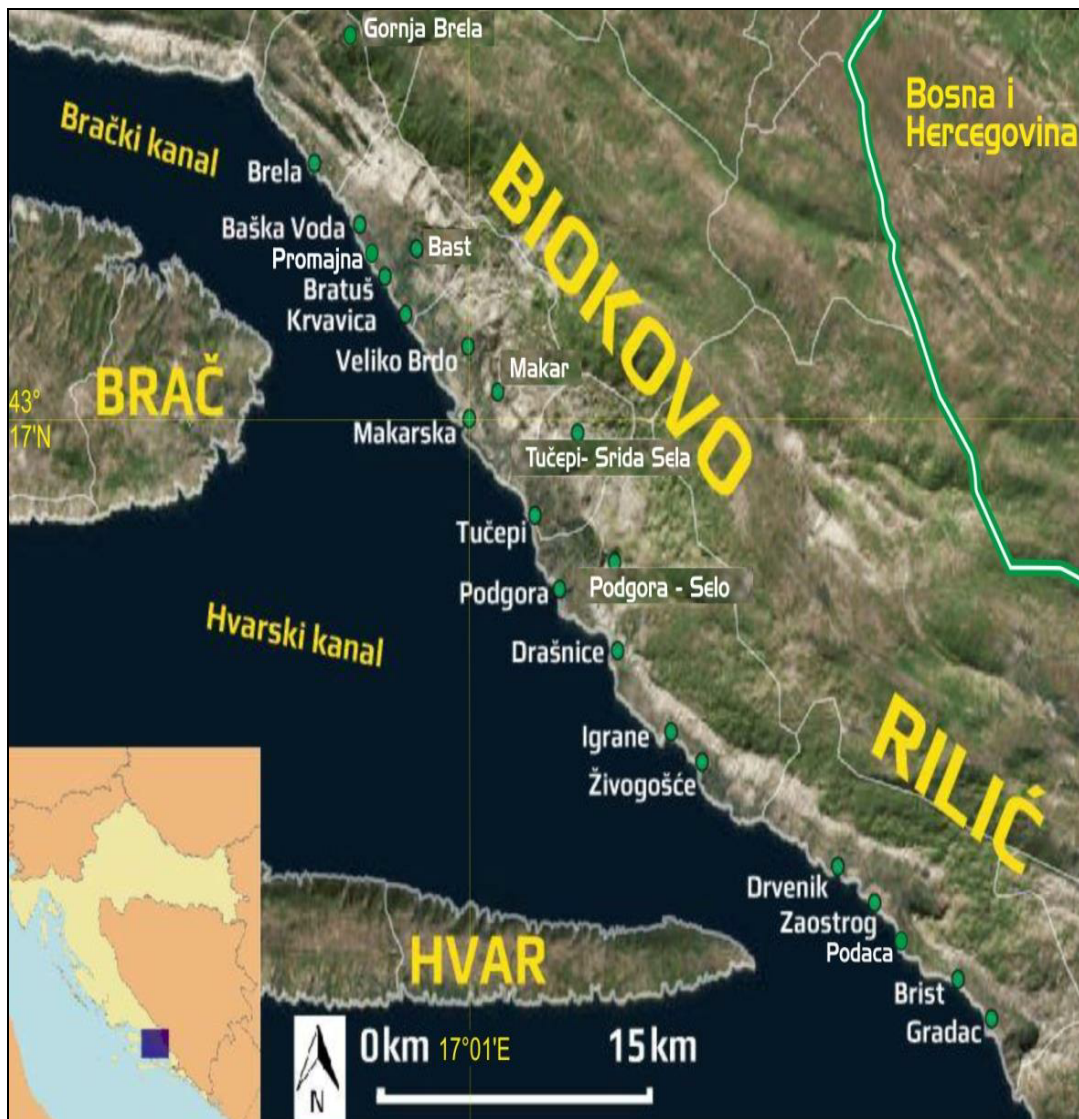 Gornja Brela
Bosna i
Hercegovina
Brački kanal
Brela
BIOKOVO
Baška Voda
Bast
Promajna
Bratuš
Krvavica
Veliko Brdo
Makar
BRAČ
43°
17'N
Makarska
Tučepi- Srida Sela
Tučepi
Podgora - Selo
Podgora
Hvarski kanal
Drašnice
Igrane
RILIĆ
Živogošće
Drvenik
Zaostrog
Podaca
HVAR
Brist
Gradac
N
0km 17°01'E 15km